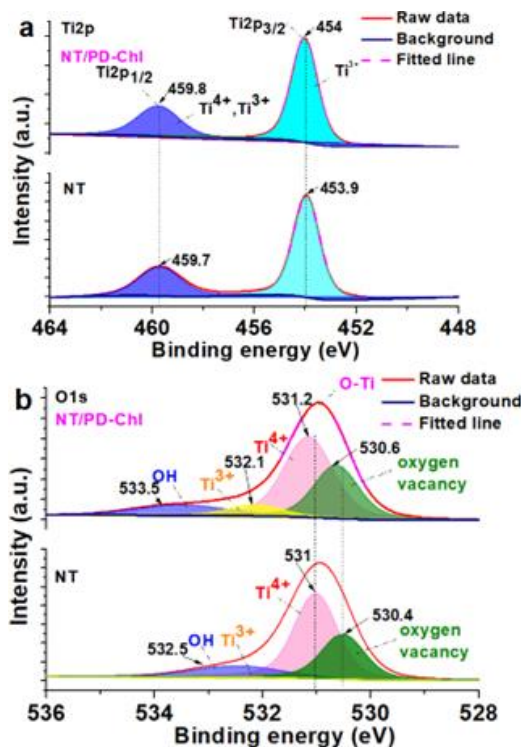 a
Ti2p
NT/PD-Chl
Ti2p1/2
459.8
Ti4+,Ti3+
Ti2p3/2
454
Ti3+
Raw data
Background
Fitted line
NT
459.7
453.9
Intensity (a.u.)
464 460 456 452 448
Binding energy (eV)
b
O1s
NT/PD-Chl
533.5
OH
Ti3+
532.1
Ti4+
531.2
O-Ti
530.6
oxygen
vacancy
Raw data
Background
Fitted line
NT
532.5
OH
Ti3+
Ti4+
531
530.4
oxygen
vacancy
Intensity (a.u.)
536 534 532 530 528
Binding energy (eV)